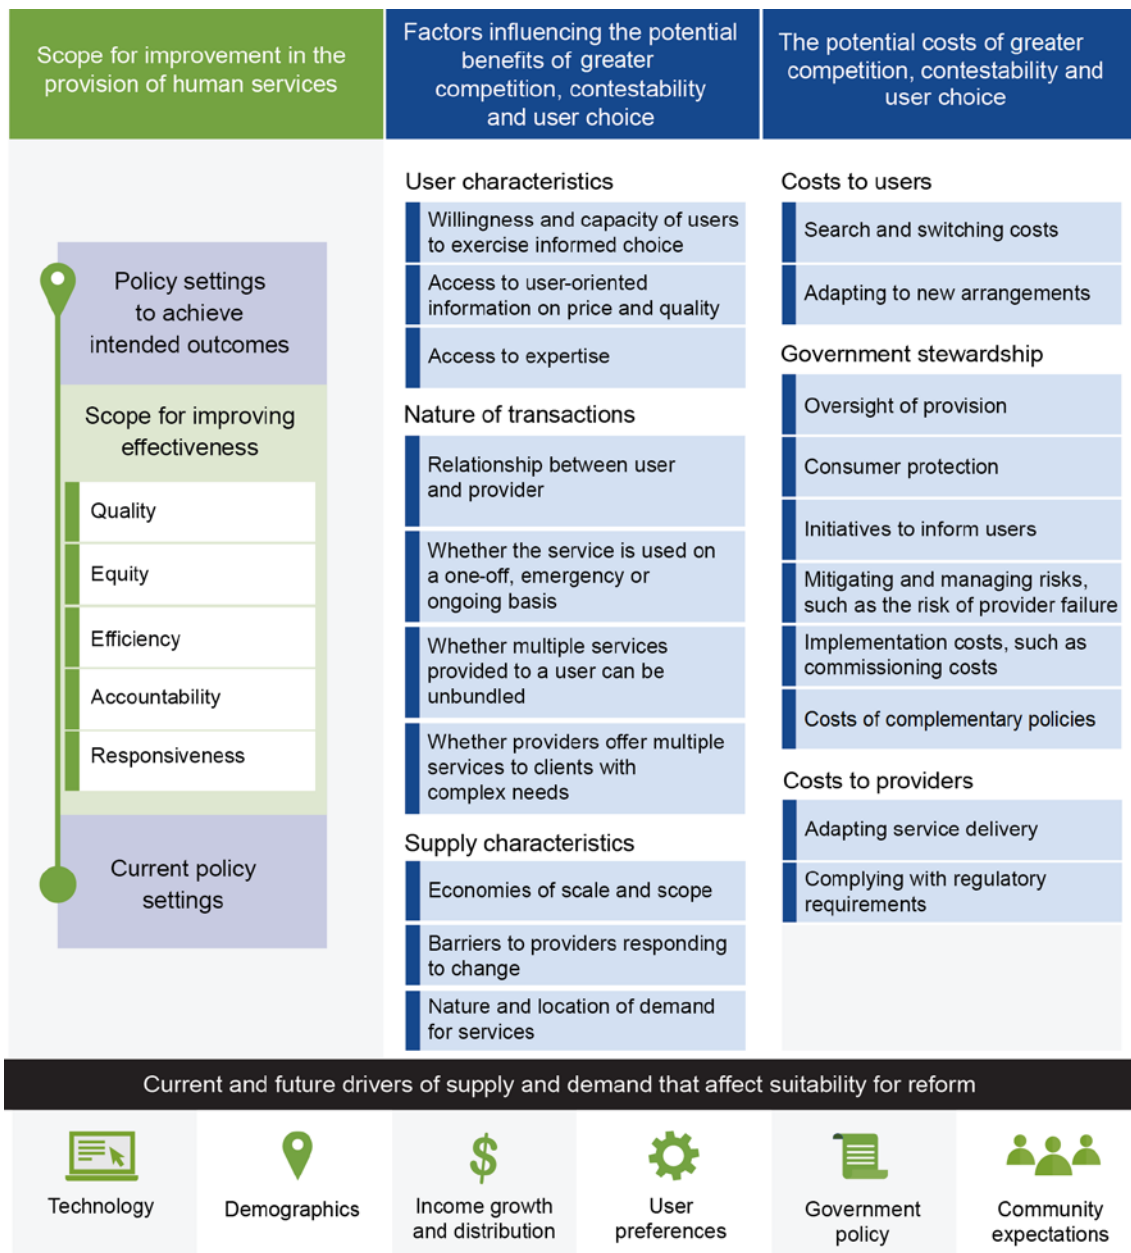 Scope for improvement in the
provision of human services
Policy settings
to achieve
intended outcomes
Scope for improving
effectiveness
Quality
Equity
Efficiency
Accountability
Responsiveness
Current policy
settings
Factors influencing the potential
benefits of greater
competition, contestability
and user choice
User characteristics
Willingness and capacity of users
to exercise informed choice
Access to user-oriented
information on price and quality
Access to expertise
Nature of transactions
Relationship between user
and provider
Whether the service is used on
a one-off, emergency or
ongoing basis
Whether multiple services
provided to a user can be
unbundled
Whether providers offer multiple
services to clients with
complex needs
Supply characteristics
Economies of scale and scope
Barriers to providers responding
to change
Nature and location of demand
for services
The potential costs of greater
competition, contestability and
user choice
Costs to users
Search and switching costs
Adapting to new arrangements
Government stewardship
Oversight of provision
Consumer protection
Initiatives to inform users
Mitigating and managing risks,
such as the risk of provider failure
Implementation costs, such as
commissioning costs
Costs of complementary policies
Costs to providers
Adapting service delivery
Complying with regulatory
requirements
Current and future drivers of supply and demand that affect suitability for reform
Technology
Demographics
$
Income growth
and distribution
User
preferences
Government
policy
Community
expectations